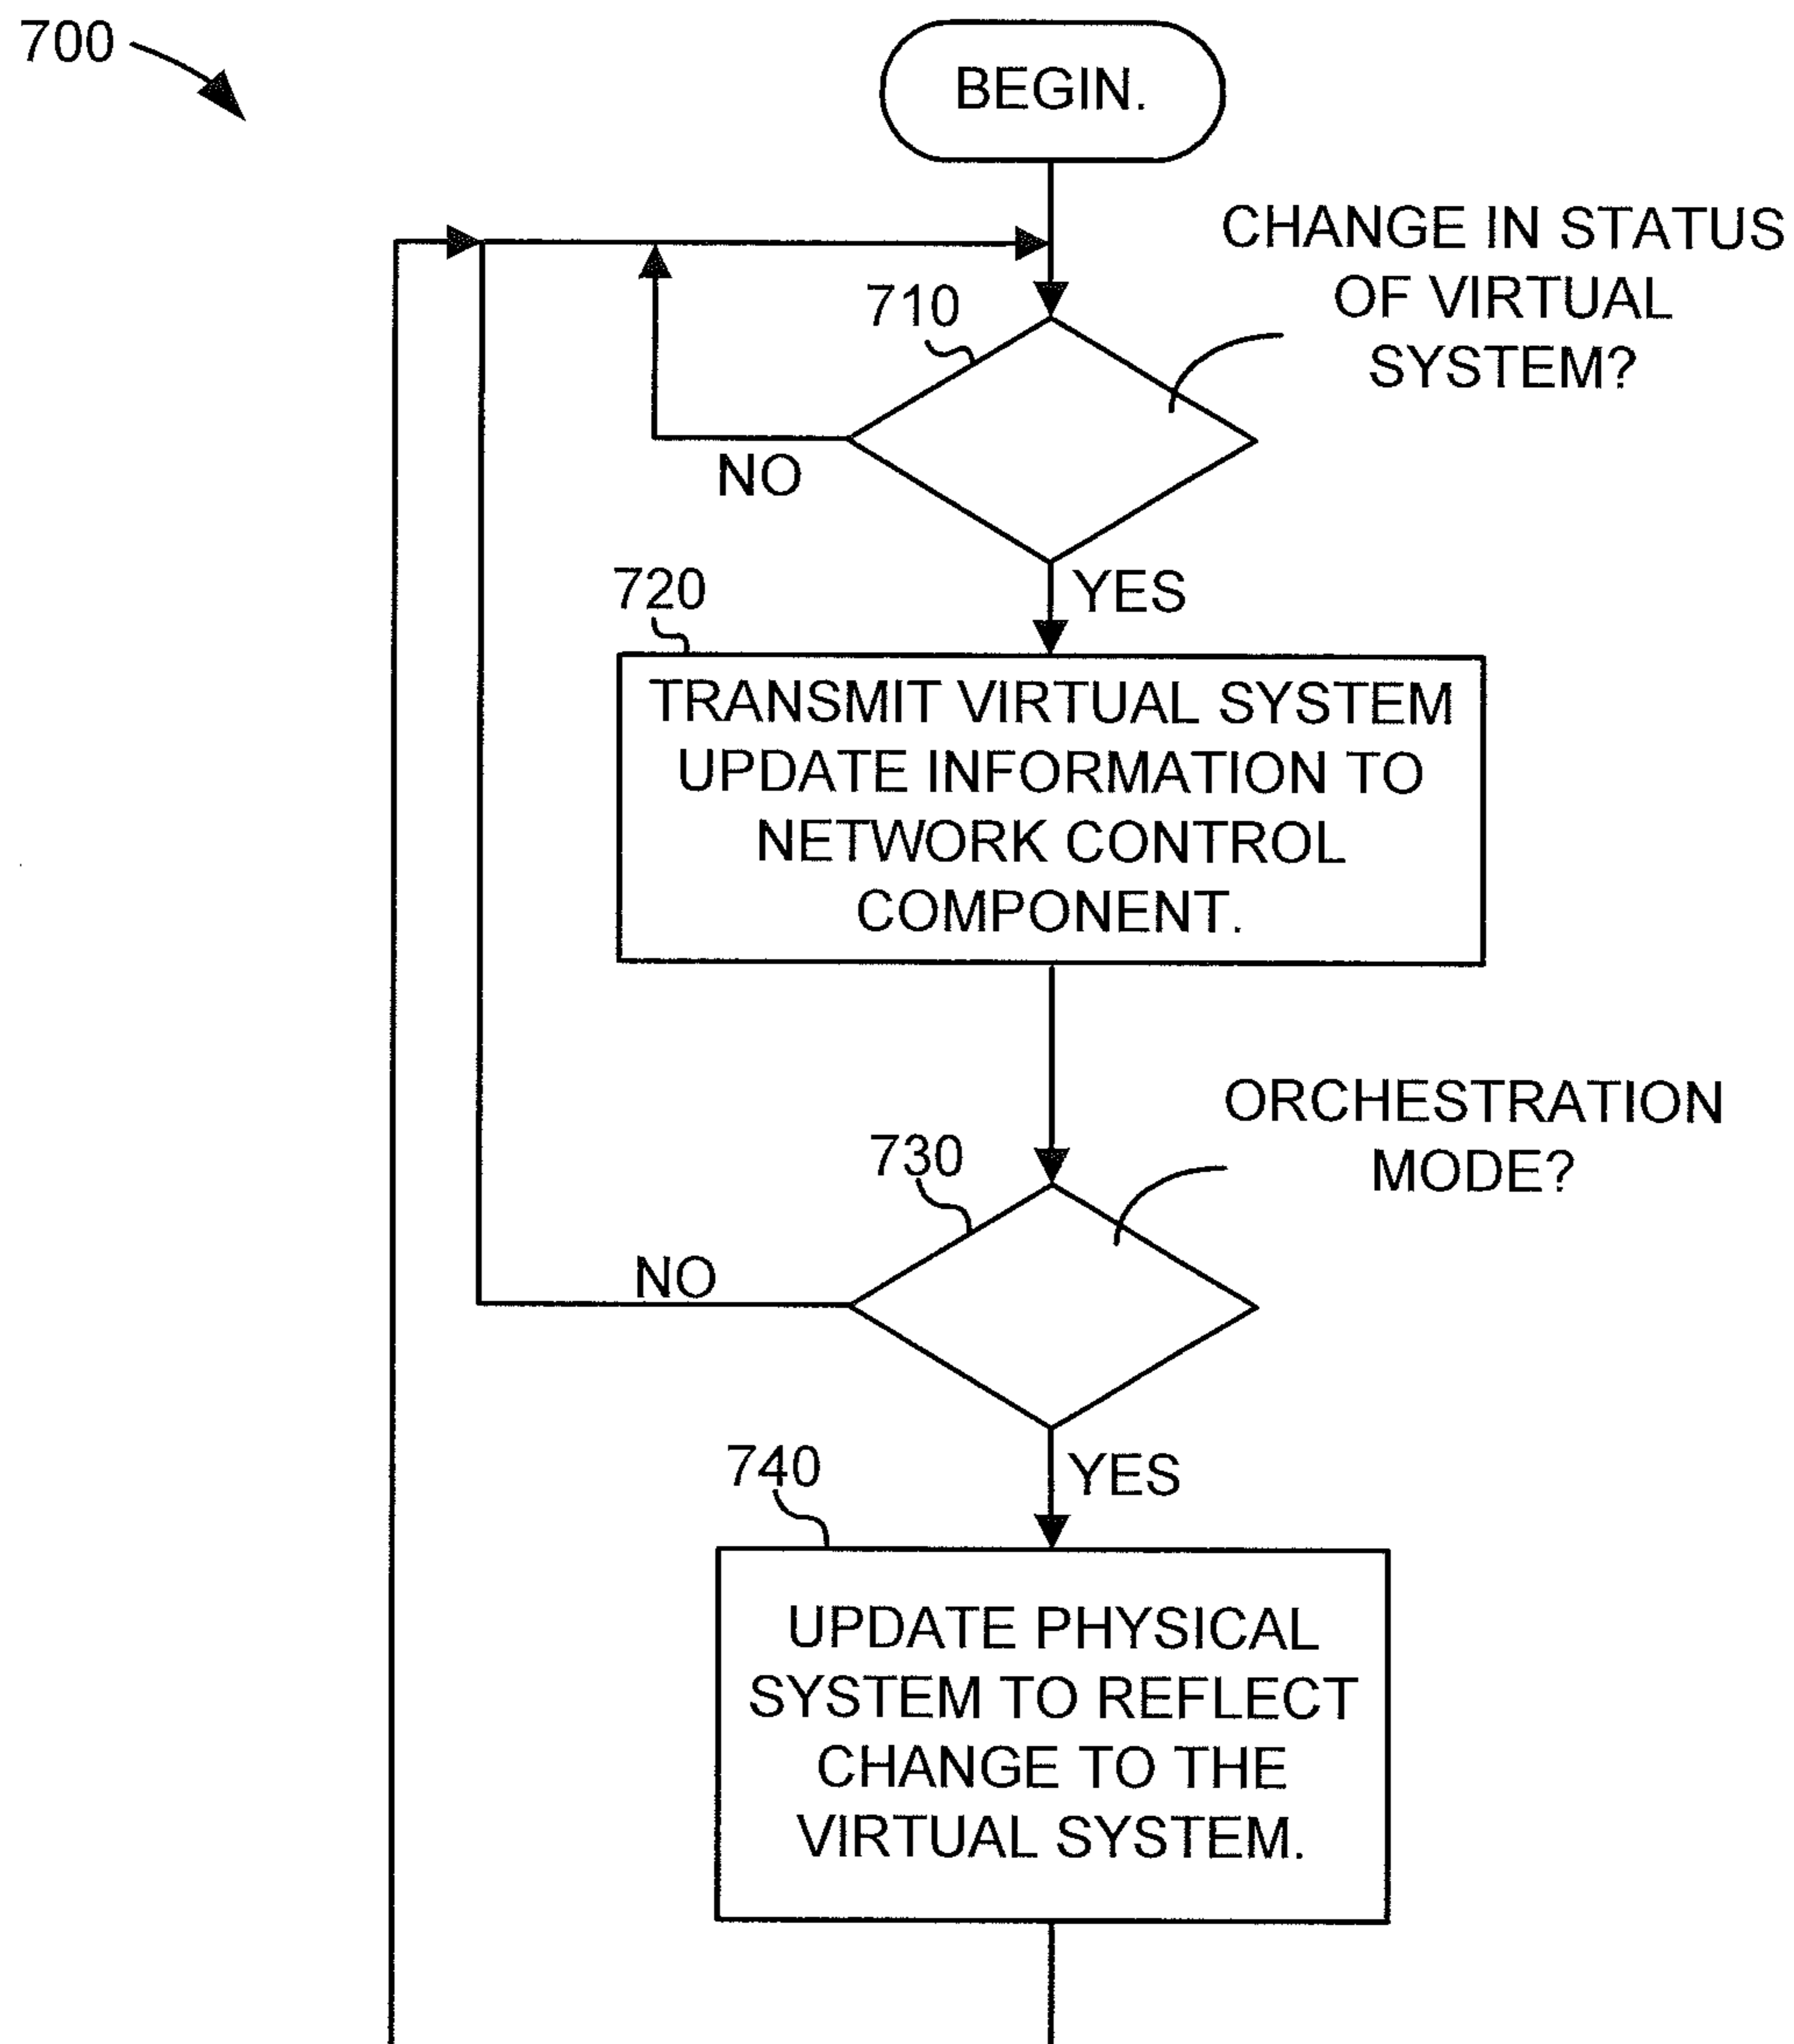 700
BEGIN.
CHANGE IN STATUS
OF VIRTUAL
SYSTEM?
710
NO
YES
720
TRANSMIT VIRTUAL SYSTEM
UPDATE INFORMATION TO
NETWORK CONTROL
COMPONENT.
ORCHESTRATION
MODE?
730
NO
YES
740
UPDATE PHYSICAL
SYSTEM TO REFLECT
CHANGE TO THE
VIRTUAL SYSTEM.